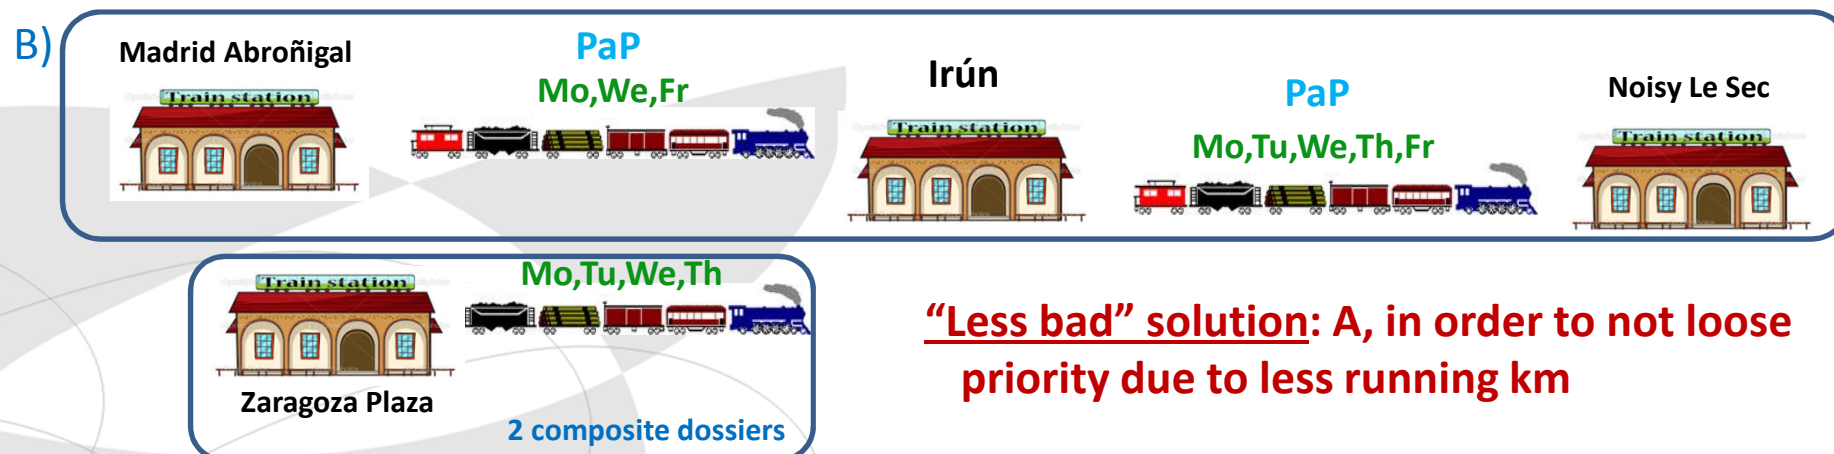 B)
Madrid Abroñigal
PaP
Mo,We,Fr
Irún
PaP
Mo,Tu,We,Th,Fr
Noisy Le Sec
Train station
Train station
Train station
Train station
Mo,Tu,We,Th
Zaragoza Plaza
2 composite dossiers
“Less bad” solution: A, in order to not loose
priority due to less running km